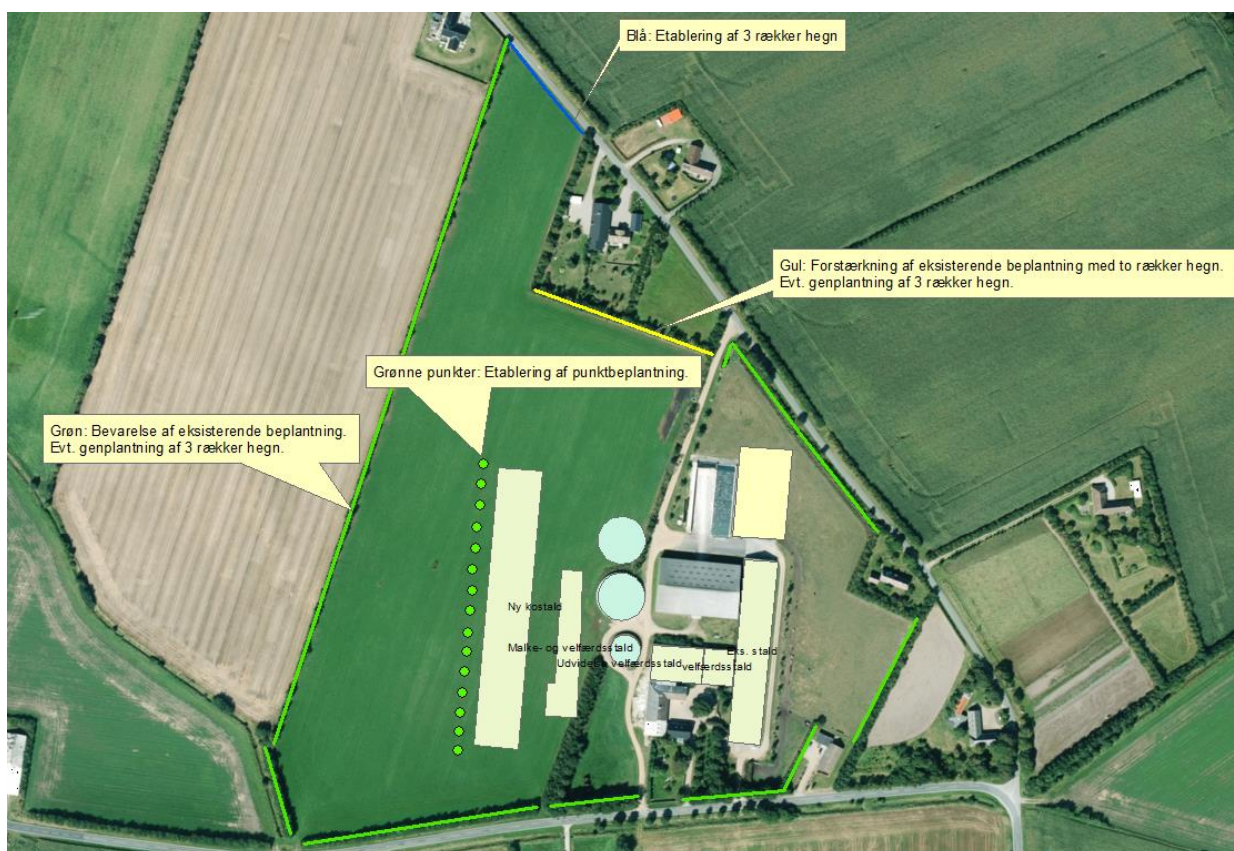 Blå: Etablering af 3 rækker hegn
Gul: Forstærkning af eksisterende beplantning med to rækker hegn.
Evt. genplantning af 3 rækker hegn.
Grønne punkter: Etablering af punktbeplantning.
Grøn: Bevarelse af eksisterende beplantning.
Evt. genplantning af 3 rækker hegn.
Ny kostald
Malke- og velfærdsstald
velfærdsstald
velfærdsstald
Eks. stald